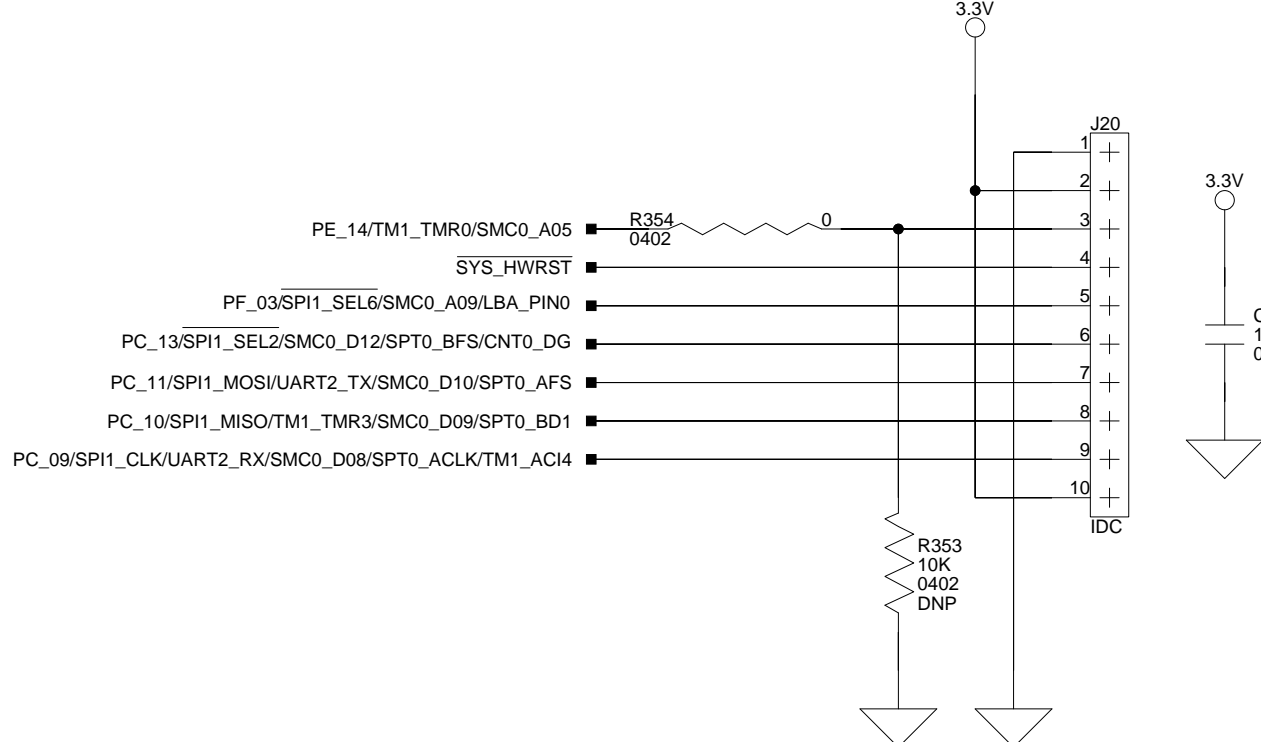 3.3V
J20
1
2
3.3V
PE_14/TM1_TMR0/SMC0_A05
R354
0402
0
3
SYS_HWRST
4
PF_03/SPI1_SEL6/SMC0_A09/LBA_PIN0
5
PC_13/SPI1_SEL2/SMC0_D12/SPT0_BFS/CNT0_DG
6
PC_11/SPI1_MOSI/UART2_TX/SMC0_D10/SPT0_AFS
7
PC_10/SPI1_MISO/TM1_TMR3/SMC0_D09/SPT0_BD1
8
PC_09/SPI1_CLK/UART2_RX/SMC0_D08/SPT0_ACLK/TM1_ACI4
9
10
IDC
R353
10K
0402
DNP